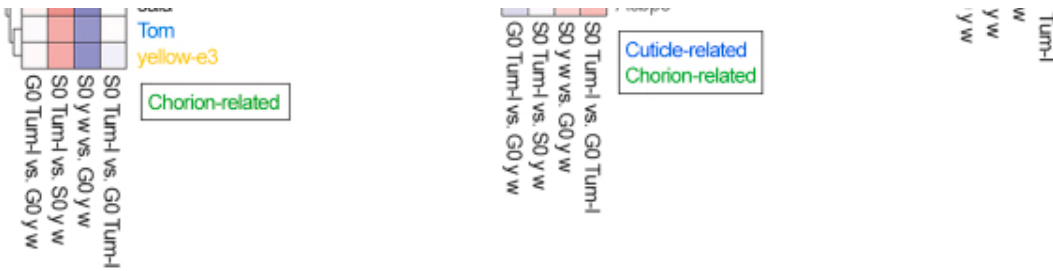 Tom
yellow-e3
Chorion-related
G0 Tum-l vs. G0 y w
S0 Tum-l vs. S0 y w
S0 y w vs. G0 y w
S0 Tum-l vs. G0 Tum-l
G0 Tum-l vs. G0 y w
S0 Tum-l vs. S0 y w
S0 y w vs. G0 y w
S0 Tum-l vs. G0 Tum-l
Cuticle-related
Chorion-related
y w
y w
w
Tum-l